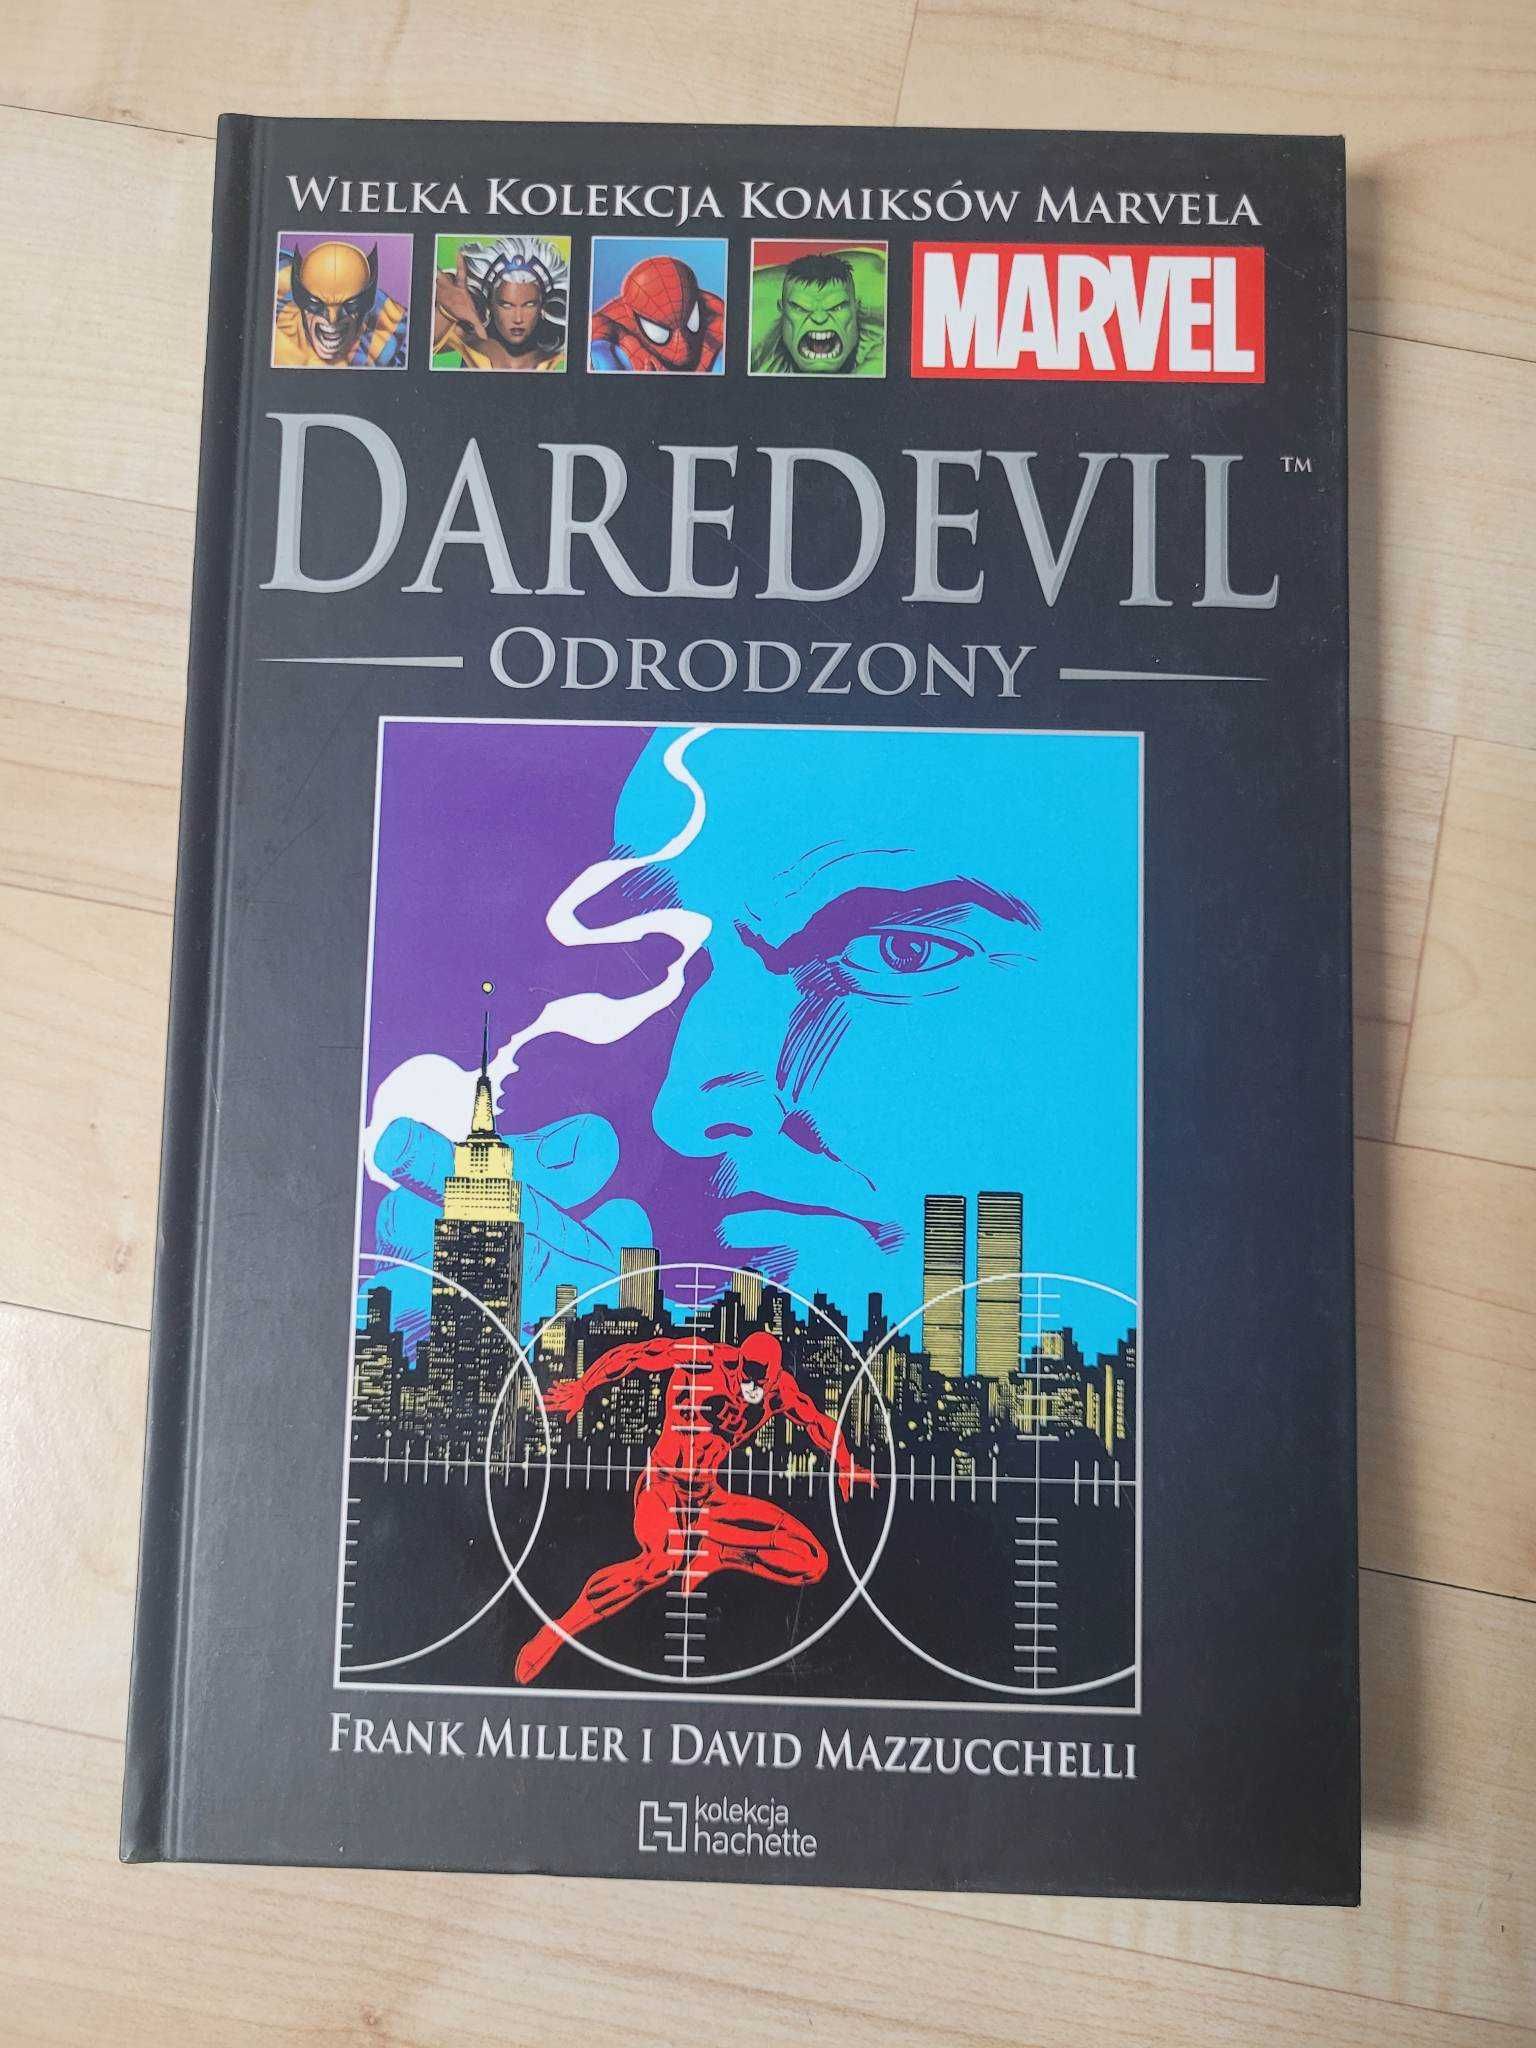 WIELKA KOLEKCJA KOMIKSÓW MARVELA
MARVEL
DAREDEVIL™
ODRODZONY
FRANK MILLER I DAVID MAZZUCCHELLI
kolekcja
hachette